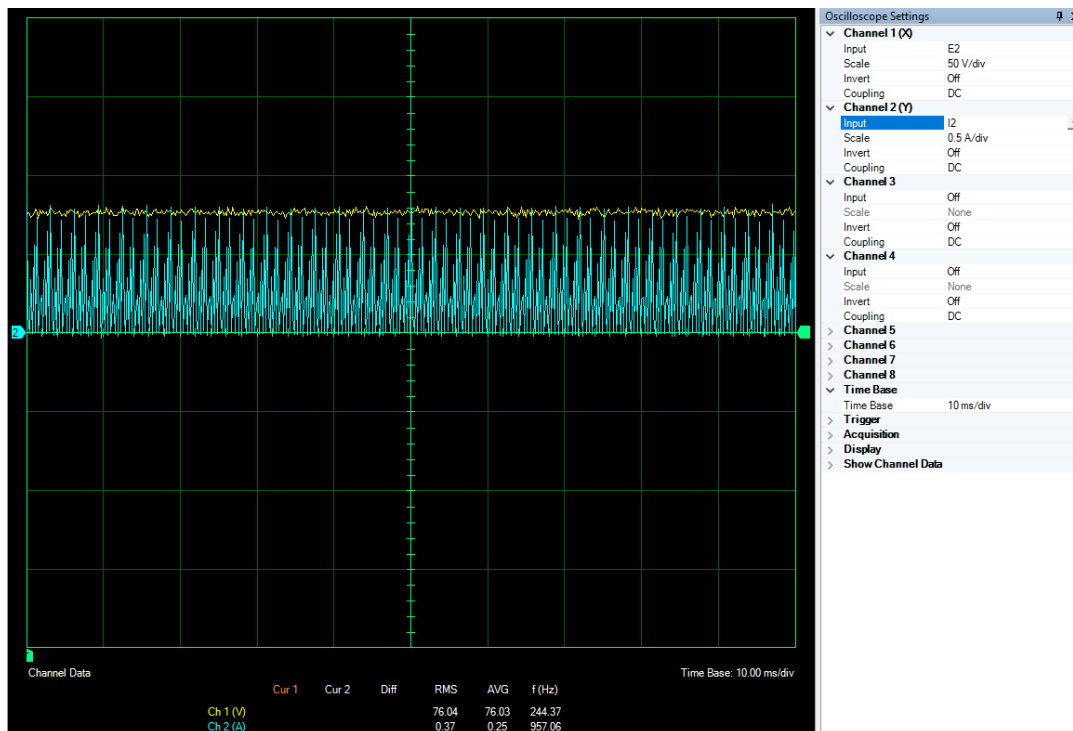 Oscilloscope Settings
Channel 1 (X)
Input E2
Scale 50 V/div
Invert Off
Coupling DC
Channel 2 (Y)
Input I2
Scale 0.5 A/div
Invert Off
Coupling DC
Channel 3
Input Off
Scale None
Invert Off
Coupling DC
Channel 4
Input Off
Scale None
Invert Off
Coupling DC
Channel 5
Channel 6
Channel 7
Channel 8
Time Base
Time Base 10 ms/div
Trigger
Acquisition
Display
Show Channel Data
2
Channel Data Time Base: 10.00 ms/div
Cur 1 Cur 2 Diff RMS AVG f (Hz)
Ch 1 (V) 76.04 76.03 244.37
Ch 2 (A) 0.37 0.25 957.06